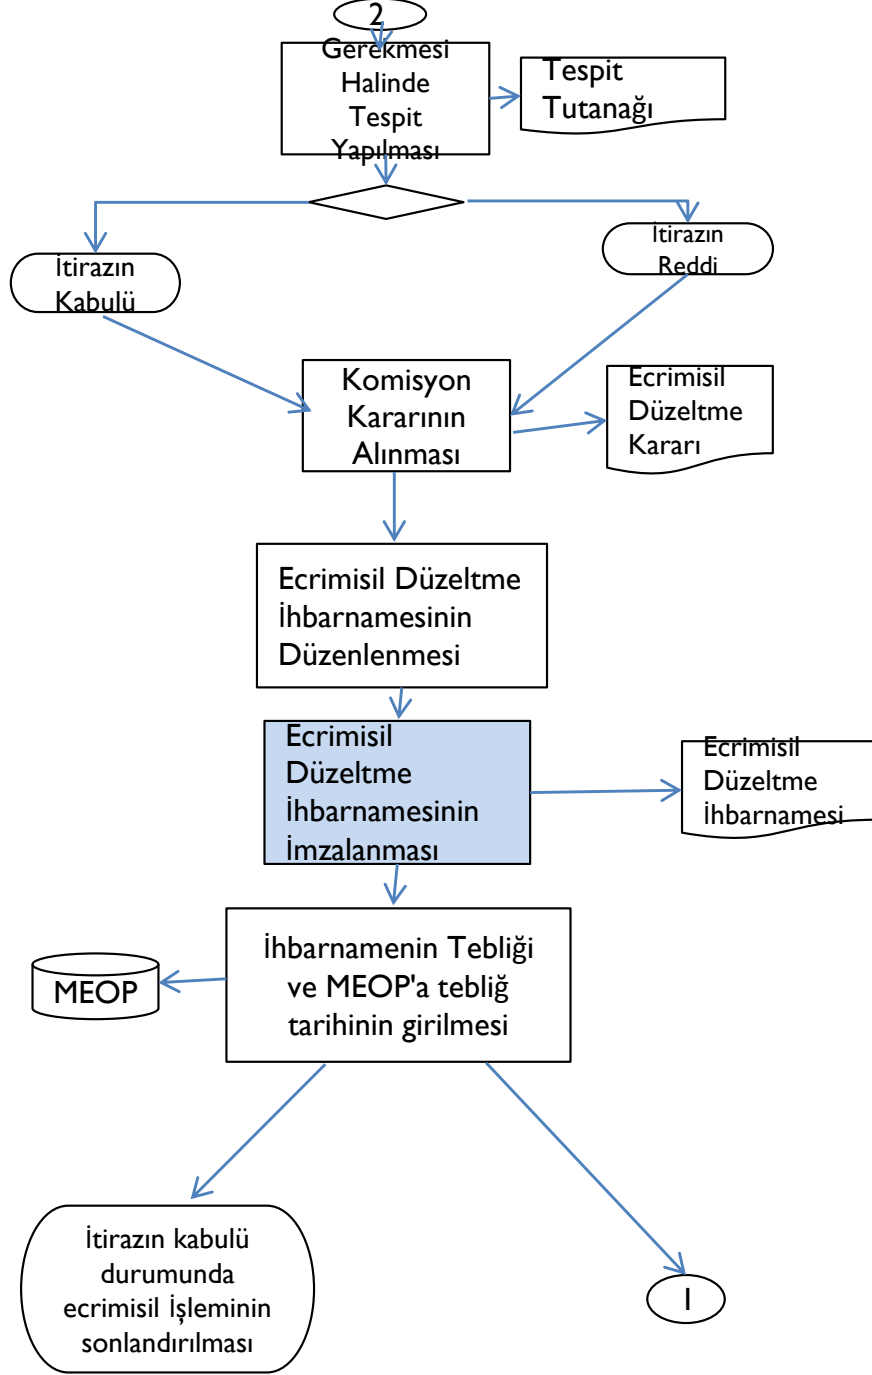 2
Gerekmesi
Halinde
Tespit
Yapılması
Tespit
Tutanağı
İtirazın
Kabulü
İtirazın
Reddi
Komisyon
Kararının
Alınması
Ecrimisil
Düzeltme
Kararı
Ecrimisil Düzeltme
İhbarnamesinin
Düzenlenmesi
Ecrimisil
Düzeltme
İhbarnamesinin
İmzalanması
Ecrimisil
Düzeltme
İhbarnamesi
İhbarnamenin Tebliği
ve MEOP'a tebliğ
tarihinin girilmesi
MEOP
İtirazın kabulü
durumunda
ecrimisil İşleminin
sonlandırılması
1